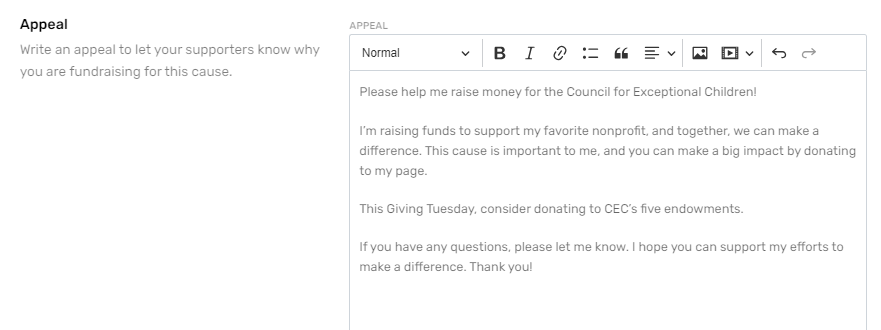 Appeal
Write an appeal to let your supporters know why
you are fundraising for this cause.
APPEAL
Normal
B I
Please help me raise money for the Council for Exceptional Children!
I'm raising funds to support my favorite nonprofit, and together, we can make a
difference. This cause is important to me, and you can make a big impact by donating
to my page.
This Giving Tuesday, consider donating to CEC's five endowments.
If you have any questions, please let me know. I hope you can support my efforts to
make a difference. Thank you!